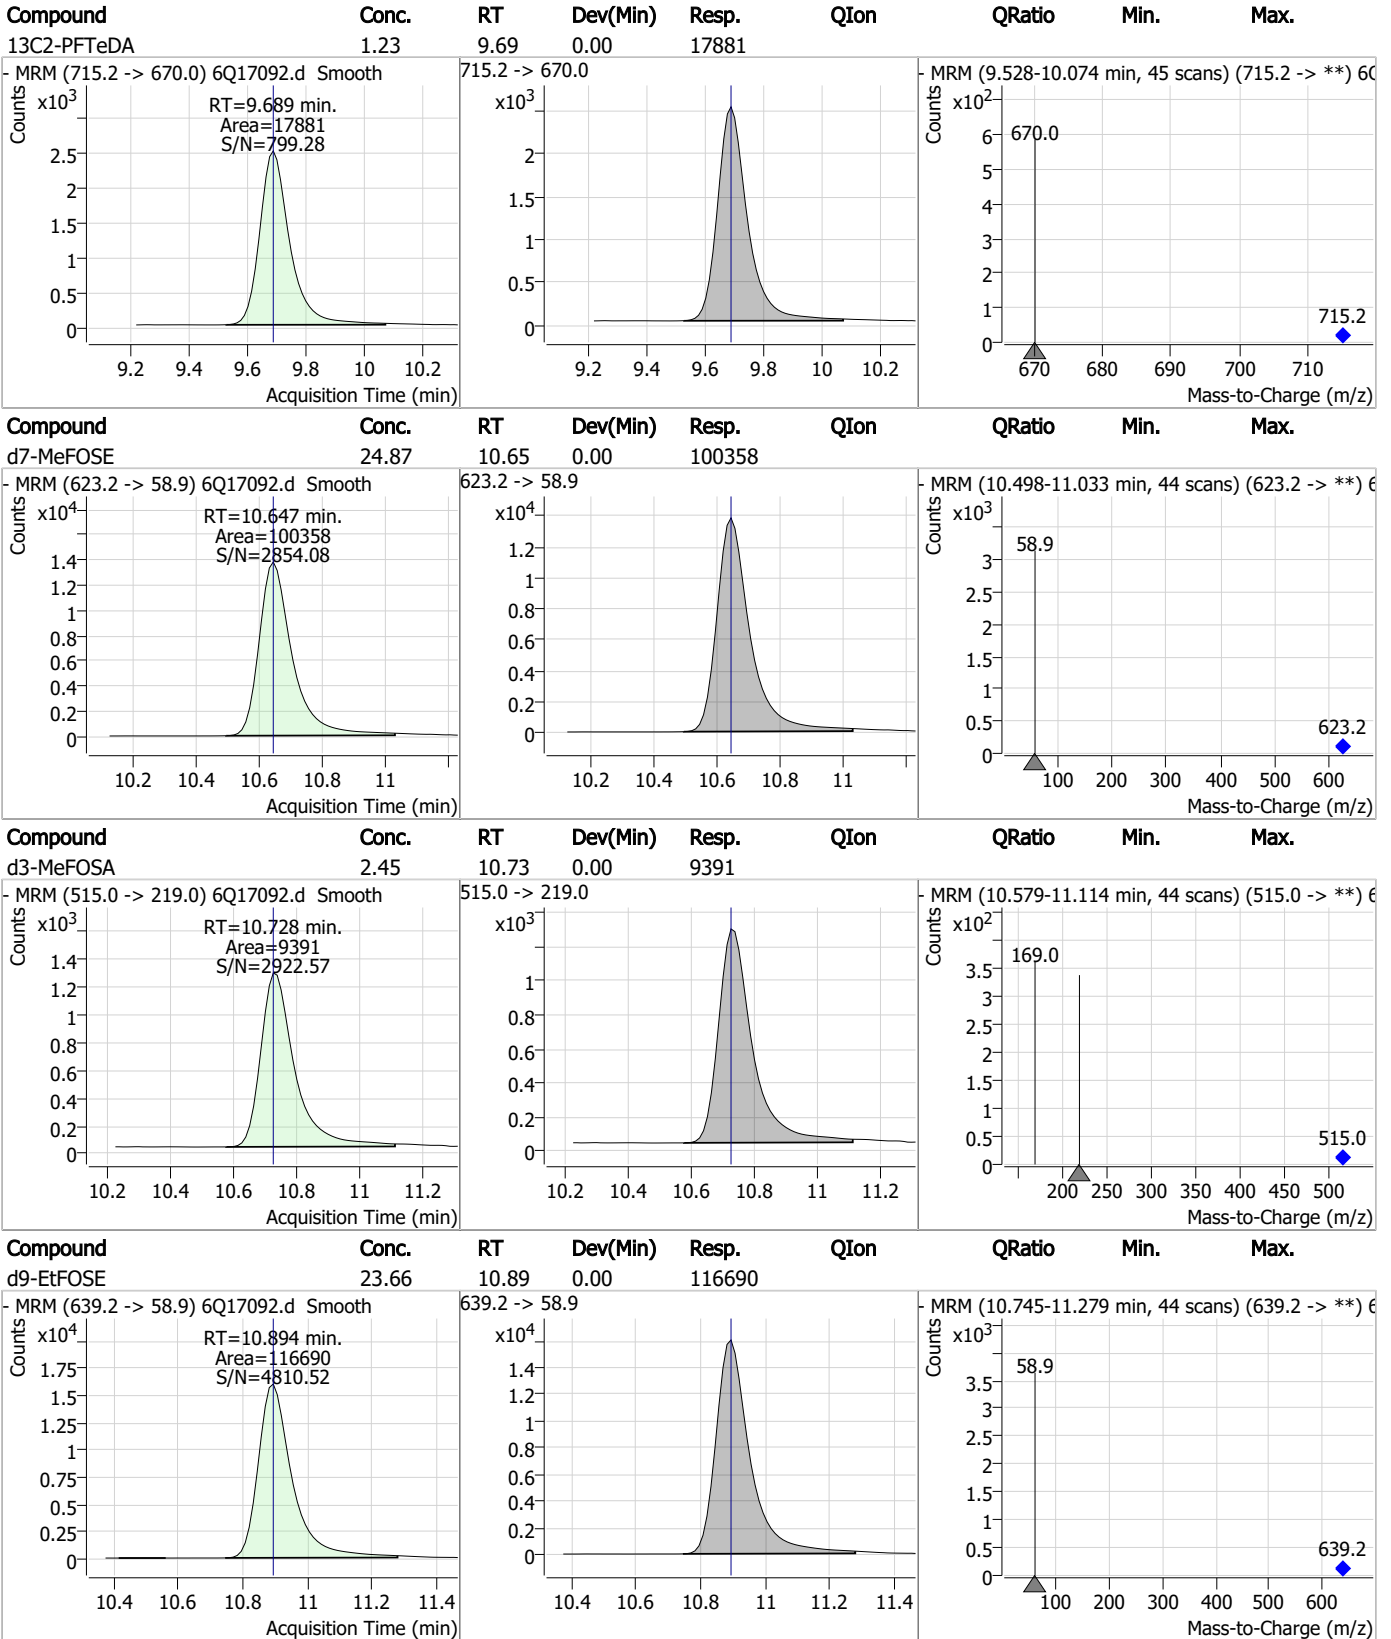 Compound Conc. RT Dev(Min) Resp. QIon QRatio Min. Max.
13C2-PFTeDA 1.23 9.69 0.00 17881
- MRM (715.2 -> 670.0) 6Q17092.d Smooth
715.2 -> 670.0
- MRM (9.528-10.074 min, 45 scans) (715.2 -> **) 6Q
Counts
x10³
RT=9.689 min.
Area=17881
S/N=799.28
2.5
2
1.5
1
0.5
0
9.2 9.4 9.6 9.8 10 10.2
Acquisition Time (min)
x10³
2
1.5
1
0.5
0
9.2 9.4 9.6 9.8 10 10.2
Counts
x10²
670.0
6
5
4
3
2
1
0
715.2
670 680 690 700 710
Mass-to-Charge (m/z)
Compound Conc. RT Dev(Min) Resp. QIon QRatio Min. Max.
d7-MeFOSE 24.87 10.65 0.00 100358
- MRM (623.2 -> 58.9) 6Q17092.d Smooth
623.2 -> 58.9
- MRM (10.498-11.033 min, 44 scans) (623.2 -> **) 6
Counts
x10⁴
RT=10.647 min.
Area=100358
S/N=2854.08
1.4
1.2
1
0.8
0.6
0.4
0.2
0
10.2 10.4 10.6 10.8 11
Acquisition Time (min)
x10⁴
1.2
1
0.8
0.6
0.4
0.2
0
10.2 10.4 10.6 10.8 11
Counts
x10³
58.9
3
2.5
2
1.5
1
0.5
0
623.2
100 200 300 400 500 600
Mass-to-Charge (m/z)
Compound Conc. RT Dev(Min) Resp. QIon QRatio Min. Max.
d3-MeFOSA 2.45 10.73 0.00 9391
- MRM (515.0 -> 219.0) 6Q17092.d Smooth
515.0 -> 219.0
- MRM (10.579-11.114 min, 44 scans) (515.0 -> **) 6
Counts
x10³
RT=10.728 min.
Area=9391
S/N=2922.57
1.4
1.2
1
0.8
0.6
0.4
0.2
0
10.2 10.4 10.6 10.8 11 11.2
Acquisition Time (min)
x10³
1
0.8
0.6
0.4
0.2
0
10.2 10.4 10.6 10.8 11 11.2
Counts
x10²
169.0
3.5
3
2.5
2
1.5
1
0.5
0
515.0
200 250 300 350 400 450 500
Mass-to-Charge (m/z)
Compound Conc. RT Dev(Min) Resp. QIon QRatio Min. Max.
d9-EtFOSE 23.66 10.89 0.00 116690
- MRM (639.2 -> 58.9) 6Q17092.d Smooth
639.2 -> 58.9
- MRM (10.745-11.279 min, 44 scans) (639.2 -> **) 6
Counts
x10⁴
RT=10.894 min.
Area=116690
S/N=4810.52
1.75
1.5
1.25
1
0.75
0.5
0.25
0
10.4 10.6 10.8 11 11.2 11.4
Acquisition Time (min)
x10⁴
1.4
1.2
1
0.8
0.6
0.4
0.2
0
10.4 10.6 10.8 11 11.2 11.4
Counts
x10³
58.9
3.5
3
2.5
2
1.5
1
0.5
0
639.2
100 200 300 400 500 600
Mass-to-Charge (m/z)